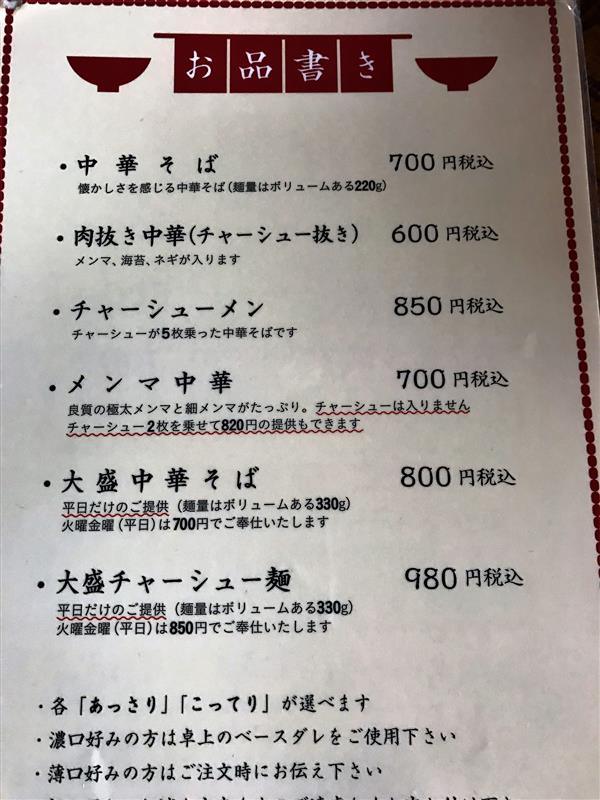 お品書き
・中華そば 700円税込
懐かしさを感じる中華そば(麺量はボリュームある220g)
・肉抜き中華(チャーシュー抜き) 600円税込
メンマ、海苔、ネギが入ります
・チャーシューメン 850円税込
チャーシューが5枚乗った中華そばです
・メンマ中華 700円税込
良質の極太メンマと細メンマがたっぷり。チャーシューは入りません
チャーシュー2枚を乗せて820円の提供もできます
・大盛中華そば 800円税込
平日だけのご提供(麺量はボリュームある330g)
火曜金曜(平日)は700円でご奉仕いたします
・大盛チャーシュー麺 980円税込
平日だけのご提供(麺量はボリュームある330g)
火曜金曜(平日)は850円でご奉仕いたします
・各「あっさり」「こってり」が選べます
・濃口好みの方は卓上のベースダレをご使用下さい
・薄口好みの方はご注文時にお伝え下さい